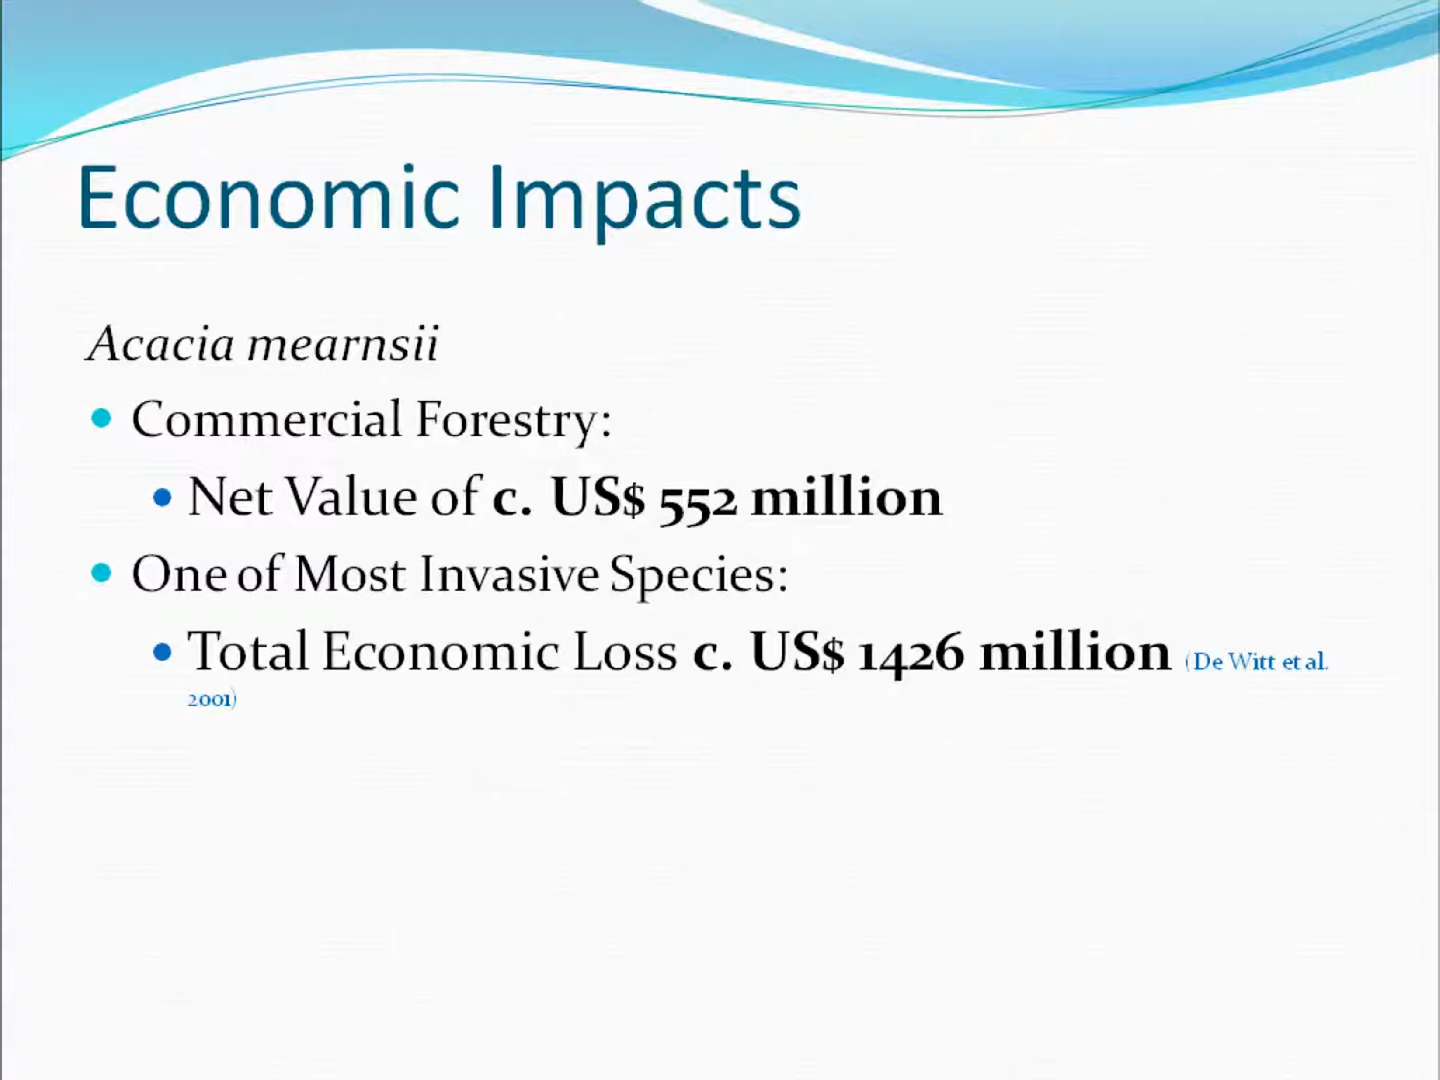 Economic Impacts
Acacia mearnsii
• Commercial Forestry:
• Net Value of c. US$ 552 million
• One of Most Invasive Species:
• Total Economic Loss c. US$ 1426 million (De Witt et al.
2001)